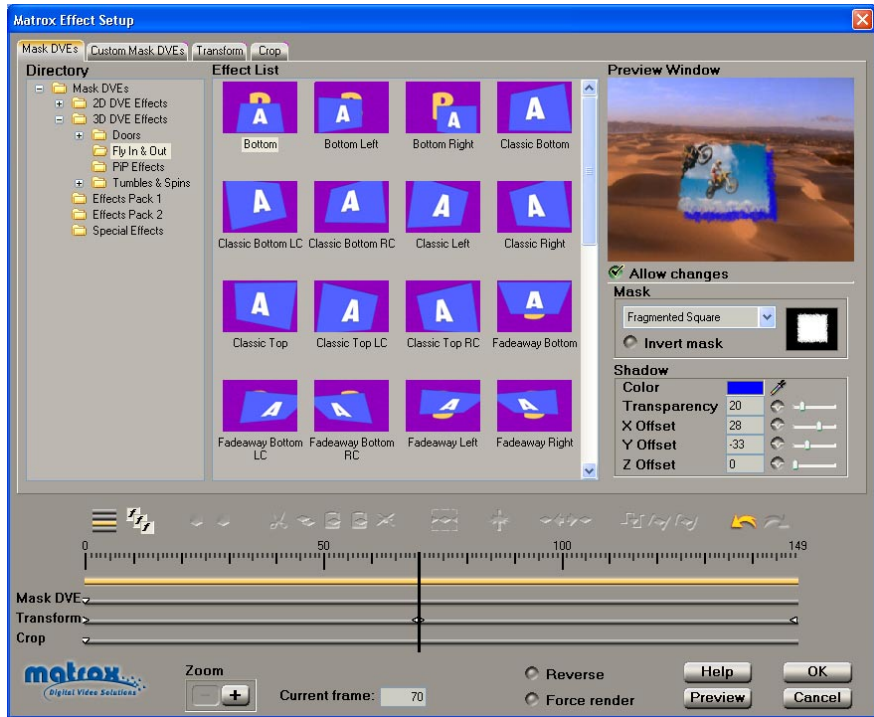 Matrox Effect Setup
Mask DVEs Custom Mask DVEs Transform Crop
Directory
Mask DVEs
2D DVE Effects
3D DVE Effects
Doors
Fly In & Out
PiP Effects
Tumbles & Spins
Effects Pack 1
Effects Pack 2
Special Effects
Effect List
A A A A
Bottom Bottom Left Bottom Right Classic Bottom
A A A A
Classic Bottom LC Classic Bottom RC Classic Left Classic Right
A A A A
Classic Top Classic Top LC Classic Top RC Fadeaway Bottom
A A A A
Fadeaway Bottom LC Fadeaway Bottom RC Fadeaway Left Fadeaway Right
Preview Window
Allow changes
Mask
Fragmented Square
Invert mask
Shadow
Color
Transparency 20
X Offset 28
Y Offset -33
Z Offset 0
0 50 100 149
Mask DVE
Transform
Crop
matrox
Digital Video Solutions
Zoom
Current frame: 70
Reverse
Force render
Help
OK
Preview
Cancel